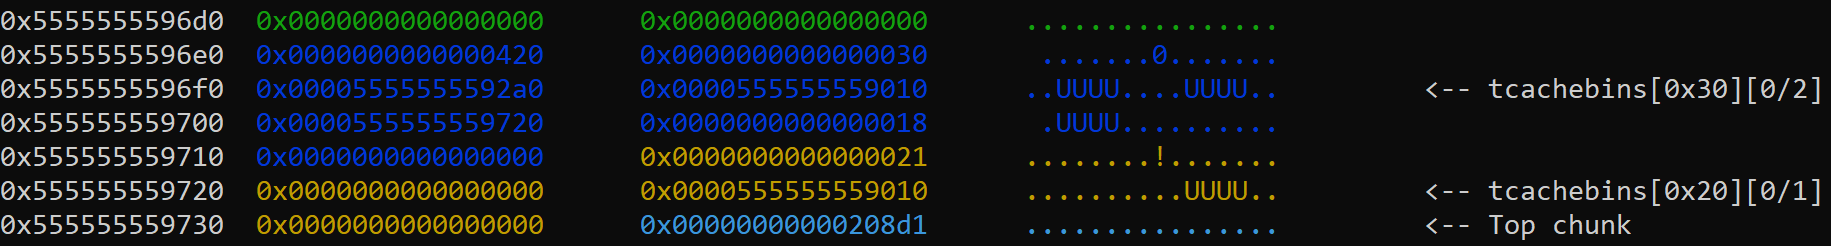 0x5555555596d0 0x0000000000000000 0x0000000000000000 ................
0x5555555596e0 0x0000000000000420 0x0000000000000030 .......0.......
0x5555555596f0 0x00005555555592a0 0x0000555555559010 ..UUUU....UUUU.. <-- tcachebins[0x30][0/2]
0x555555559700 0x0000555555559720 0x0000000000000018 .UUUU..........
0x555555559710 0x0000000000000000 0x0000000000000021 ........!.......
0x555555559720 0x0000000000000000 0x0000555555559010 ..........UUUU.. <-- tcachebins[0x20][0/1]
0x555555559730 0x0000000000000000 0x00000000000208d1 ................ <-- Top chunk